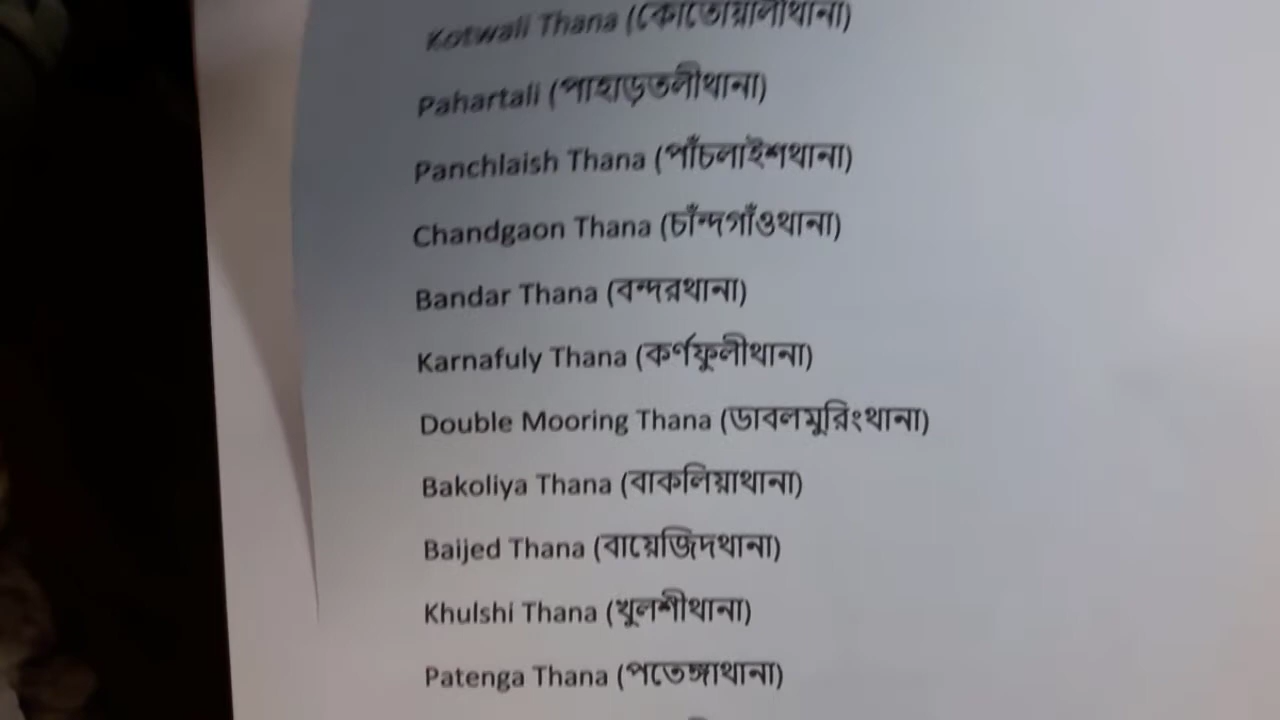 Kotwali Thana (কোতোয়ালীথানা)
Pahartali (পাহাড়তলীথানা)
Panchlaish Thana (পাঁচলাইশথানা)
Chandgaon Thana (চাঁন্দগাঁওথানা)
Bandar Thana (বন্দরথানা)
Karnafuly Thana (কর্ণফুলীথানা)
Double Mooring Thana (ডাবলমুরিংথানা)
Bakoliya Thana (বাকলিয়াথানা)
Baijed Thana (বায়েজিদথানা)
Khulshi Thana (খুলশীথানা)
Patenga Thana (পতেঙ্গাথানা)